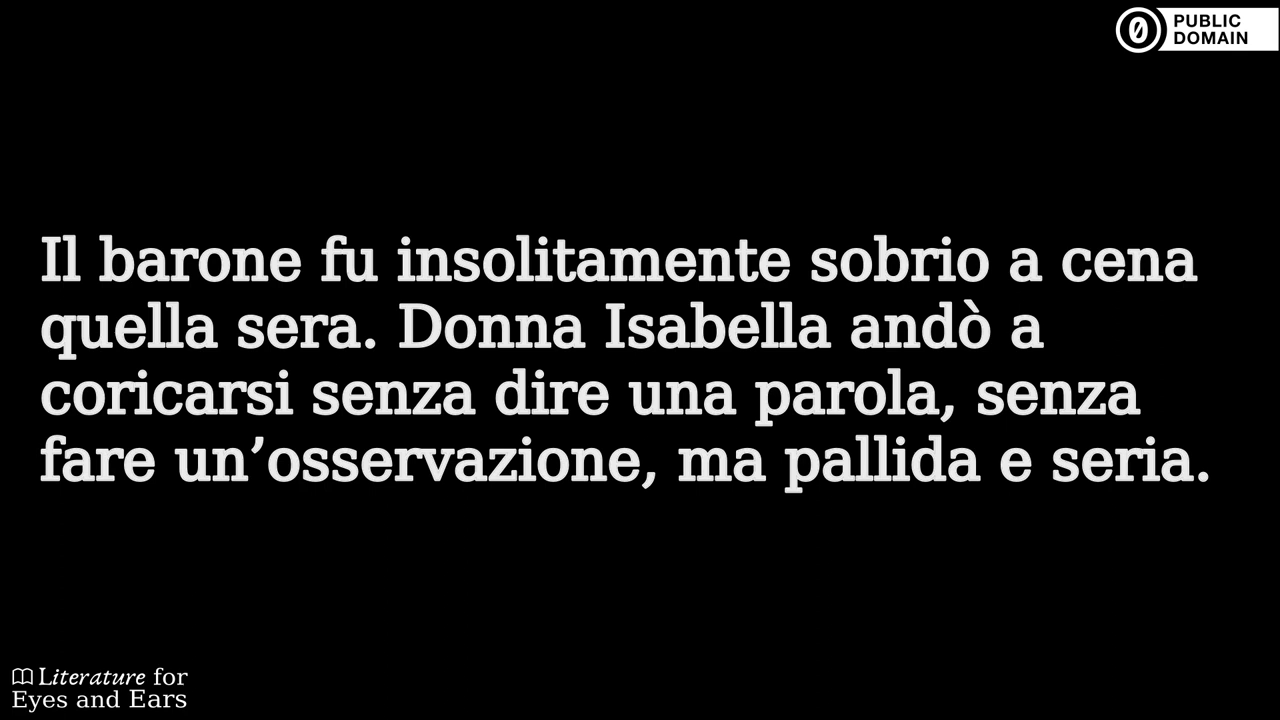 PUBLIC
DOMAIN
Il barone fu insolitamente sobrio a cena
quella sera. Donna Isabella andò a
coricarsi senza dire una parola, senza
fare un’osservazione, ma pallida e seria.
Literature for
Eyes and Ears